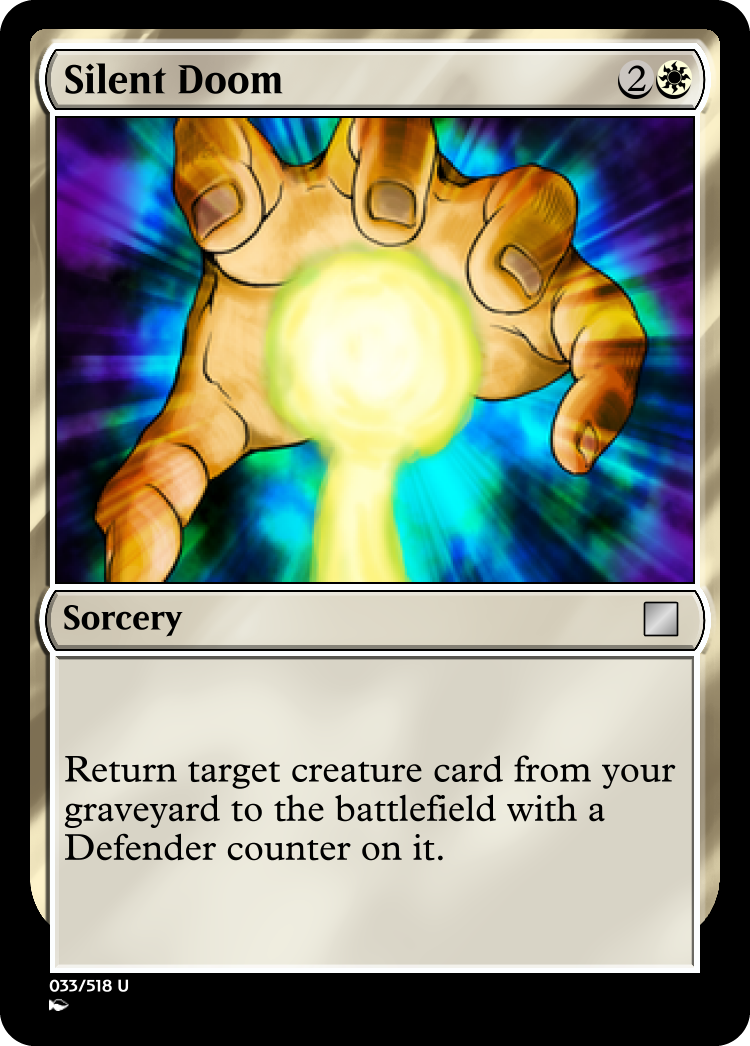 Silent Doom 2
Sorcery
Return target creature card from your
graveyard to the battlefield with a
Defender counter on it.
033/518 U